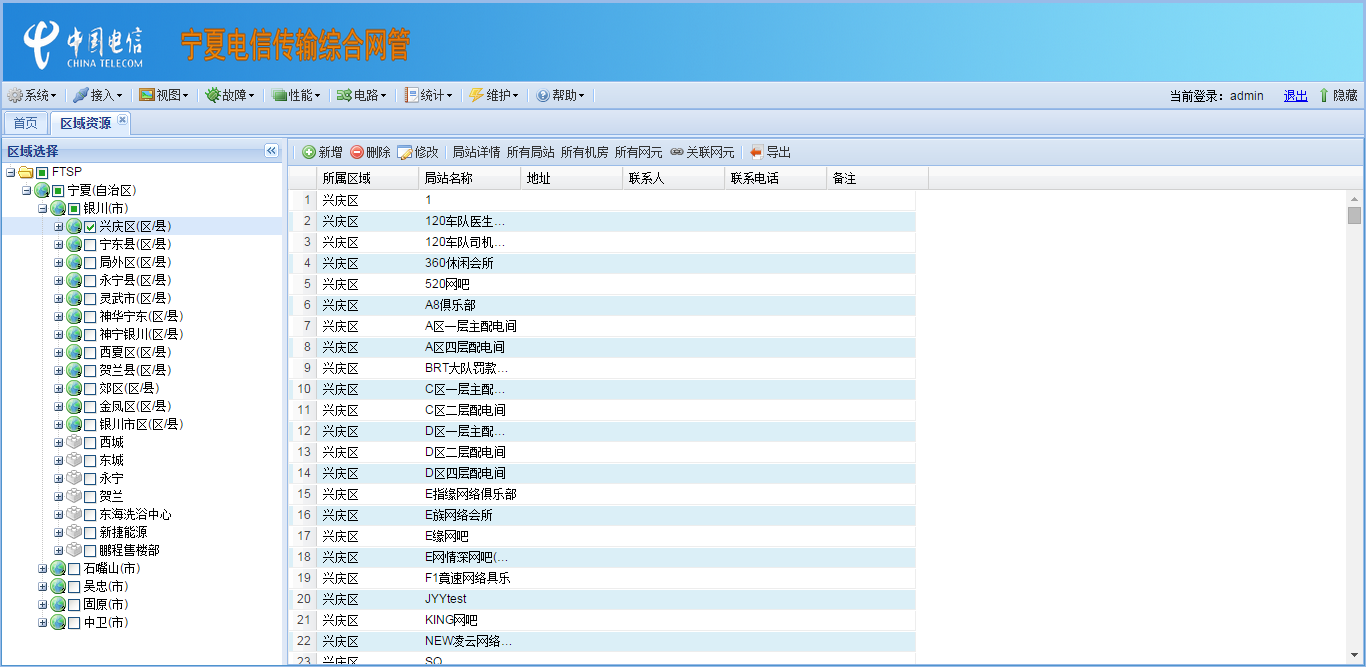 中国电信
CHINA TELECOM
宁夏电信传输综合网管
系统 接入 视图 故障 性能 电路 统计 维护 帮助 当前登录：admin 退出 隐藏
首页 区域资源
区域选择
FTSP
宁夏(自治区)
银川(市)
兴庆区(区/县)
宁东县(区/县)
局外区(区/县)
永宁县(区/县)
灵武市(区/县)
神华宁东(区/县)
神宁银川(区/县)
西夏区(区/县)
贺兰县(区/县)
郊区(区/县)
金凤区(区/县)
银川市区(区/县)
西城
东城
永宁
贺兰
东海洗浴中心
新捷能源
鹏程售楼部
石嘴山(市)
吴忠(市)
固原(市)
中卫(市)
新增 删除 修改 局站详情 所有局站 所有机房 所有网元 关联网元 导出
所属区域 局站名称 地址 联系人 联系电话 备注
1 兴庆区 1
2 兴庆区 120车队医生...
3 兴庆区 120车队司机...
4 兴庆区 360休闲会所
5 兴庆区 520网吧
6 兴庆区 A8俱乐部
7 兴庆区 A区一层主配电间
8 兴庆区 A区四层配电间
9 兴庆区 BRT大队罚款...
10 兴庆区 C区一层主配...
11 兴庆区 C区二层配电间
12 兴庆区 D区一层主配...
13 兴庆区 D区二层配电间
14 兴庆区 D区四层配电间
15 兴庆区 E指缘网络俱乐部
16 兴庆区 E族网络会所
17 兴庆区 E缘网吧
18 兴庆区 E网情深网吧(...
19 兴庆区 F1竟速网络具乐
20 兴庆区 JYYtest
21 兴庆区 KING网吧
22 兴庆区 NEW凌云网络...
23 兴庆区 SO